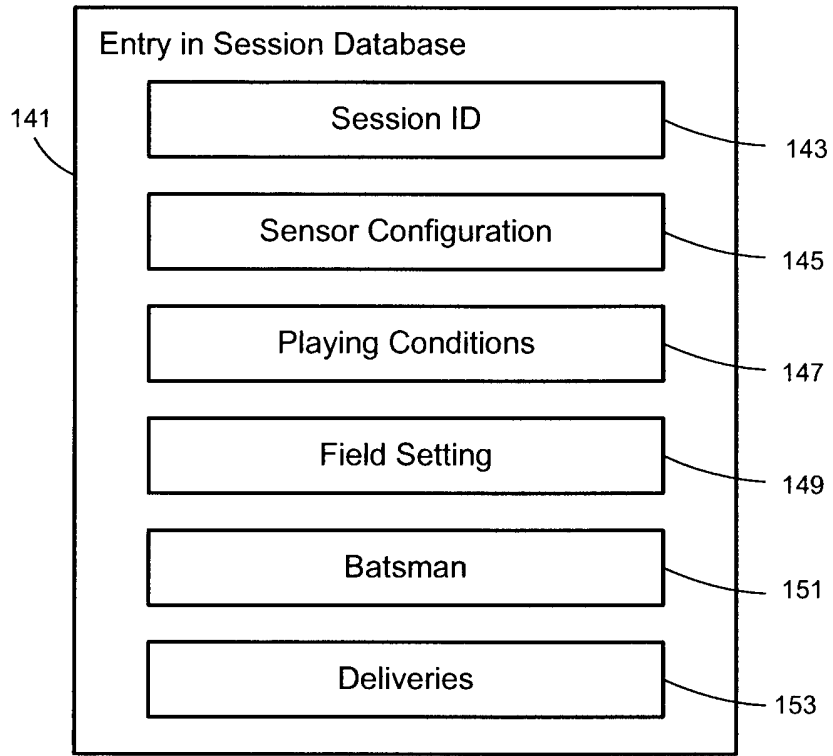 Entry in Session Database
141
Session ID
143
Sensor Configuration
145
Playing Conditions
147
Field Setting
149
Batsman
151
Deliveries
153